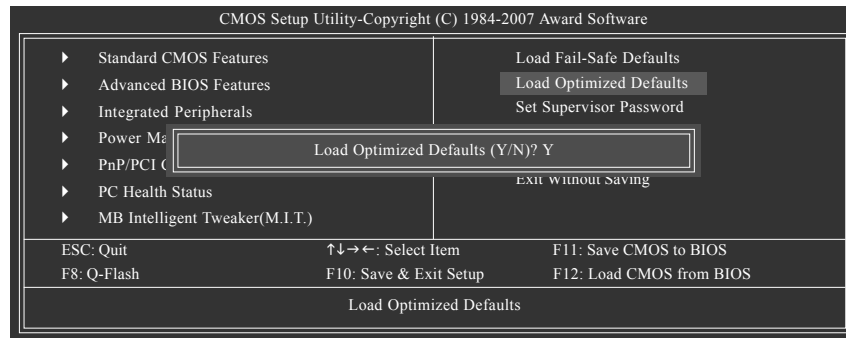 CMOS Setup Utility-Copyright (C) 1984-2007 Award Software
Standard CMOS Features
Advanced BIOS Features
Integrated Peripherals
Power
PnP/PCI
PC Health Status
MB Intelligent Tweaker(M.I.T.)
Load Fail-Safe Defaults
Load Optimized Defaults
Set Supervisor Password
Exit Without Saving
Load Optimized Defaults (Y/N)? Y
ESC: Quit
↑↓→←: Select Item
F11: Save CMOS to BIOS
F8: Q-Flash
F10: Save & Exit Setup
F12: Load CMOS from BIOS
Load Optimized Defaults